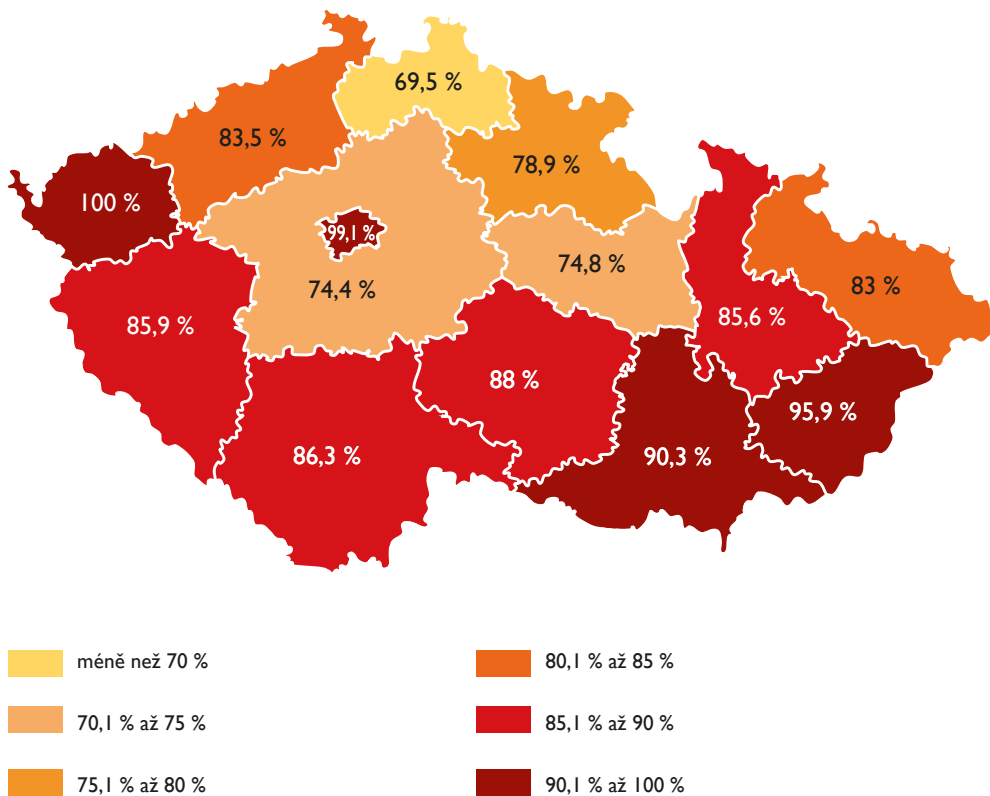 69,5 %
83,5 %
78,9 %
100 %
99,1 %
74,8 %
74,4 %
83 %
85,9 %
85,6 %
88 %
95,9 %
86,3 %
90,3 %
méně než 70 %
70,1 % až 75 %
75,1 % až 80 %
80,1 % až 85 %
85,1 % až 90 %
90,1 % až 100 %